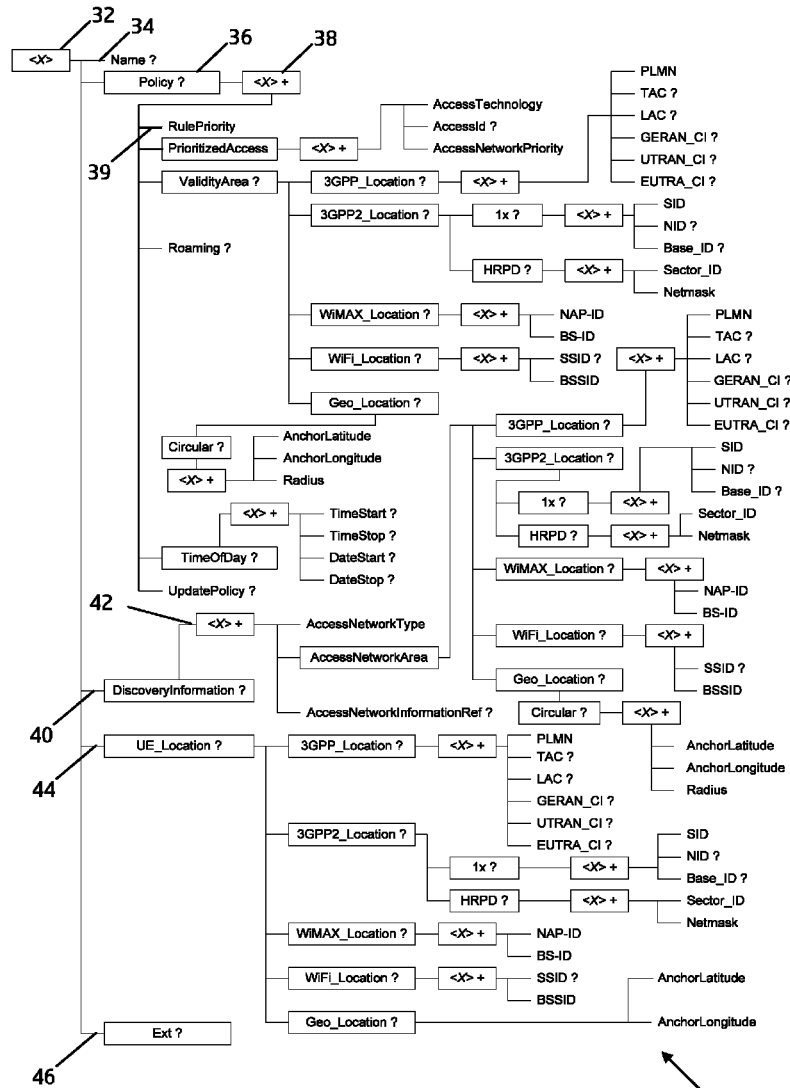 32
34
36
38
<X>
Name ?
Policy ?
<X> +
PLMN
TAC ?
LAC ?
GERAN_CI ?
UTRAN_CI ?
EUTRA_CI ?
AccessTechnology
AccessId ?
AccessNetworkPriority
RulePriority
39
PrioritizedAccess
<X> +
ValidityArea ?
3GPP_Location ?
<X> +
3GPP2_Location ?
1x ?
<X> +
SID
NID ?
Base_ID ?
Roaming ?
HRPD ?
<X> +
Sector_ID
Netmask
WiMAX_Location ?
<X> +
NAP-ID
BS-ID
WiFi_Location ?
<X> +
SSID ?
BSSID
Geo_Location ?
Circular ?
<X> +
AnchorLatitude
AnchorLongitude
Radius
<X> +
TimeStart ?
TimeStop ?
DateStart ?
DateStop ?
TimeOfDay ?
UpdatePolicy ?
42
<X> +
AccessNetworkType
AccessNetworkArea
DiscoveryInformation ?
40
AccessNetworkInformationRef ?
<X> +
PLMN
TAC ?
LAC ?
GERAN_CI ?
UTRAN_CI ?
EUTRA_CI ?
3GPP_Location ?
3GPP2_Location ?
1x ?
<X> +
SID
NID ?
Base_ID ?
HRPD ?
<X> +
Sector_ID
Netmask
WiMAX_Location ?
<X> +
NAP-ID
BS-ID
WiFi_Location ?
<X> +
SSID ?
BSSID
Geo_Location ?
Circular ?
<X> +
AnchorLatitude
AnchorLongitude
Radius
44
UE_Location ?
3GPP_Location ?
<X> +
PLMN
TAC ?
LAC ?
GERAN_CI ?
UTRAN_CI ?
EUTRA_CI ?
3GPP2_Location ?
1x ?
<X> +
SID
NID ?
Base_ID ?
HRPD ?
<X> +
Sector_ID
Netmask
WiMAX_Location ?
<X> +
NAP-ID
BS-ID
WiFi_Location ?
<X> +
SSID ?
BSSID
Geo_Location ?
AnchorLatitude
AnchorLongitude
Ext ?
46